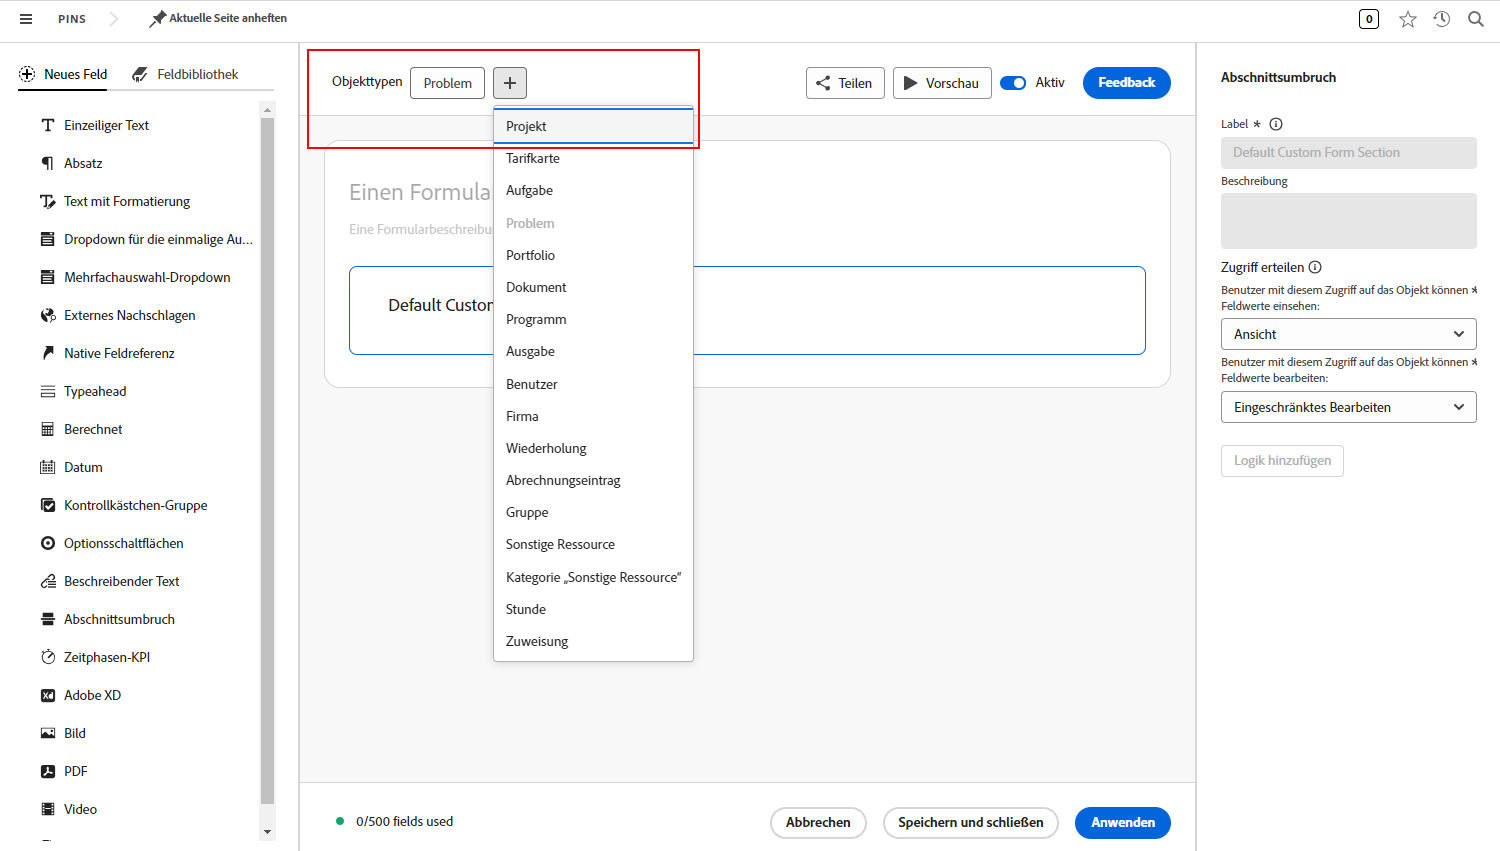 PINS
Aktuelle Seite anheften
0
Neues Feld
Feldbibliothek
Einzeiliger Text
Absatz
Text mit Formatierung
Dropdown für die einmalige Au...
Mehrfachauswahl-Dropdown
Externes Nachschlagen
Native Feldreferenz
Typeahead
Berechnet
Datum
Kontrollkästchen-Gruppe
Optionsschaltflächen
Beschreibender Text
Abschnittsumbruch
Zeitphasen-KPI
Adobe XD
Bild
PDF
Video
Objekttypen
Problem
Teilen
Vorschau
Aktiv
Feedback
Projekt
Tarifkarte
Aufgabe
Problem
Portfolio
Dokument
Programm
Ausgabe
Benutzer
Firma
Wiederholung
Abrechnungseintrag
Gruppe
Sonstige Ressource
Kategorie „Sonstige Ressource“
Stunde
Zuweisung
Einen Formula
Eine Formularbeschreibu
Default Custom
0/500 fields used
Abbrechen
Speichern und schließen
Anwenden
Abschnittsumbruch
Label *
Default Custom Form Section
Beschreibung
Zugriff erteilen
Benutzer mit diesem Zugriff auf das Objekt können *
Feldwerte einsehen:
Ansicht
Benutzer mit diesem Zugriff auf das Objekt können *
Feldwerte bearbeiten:
Eingeschränktes Bearbeiten
Logik hinzufügen